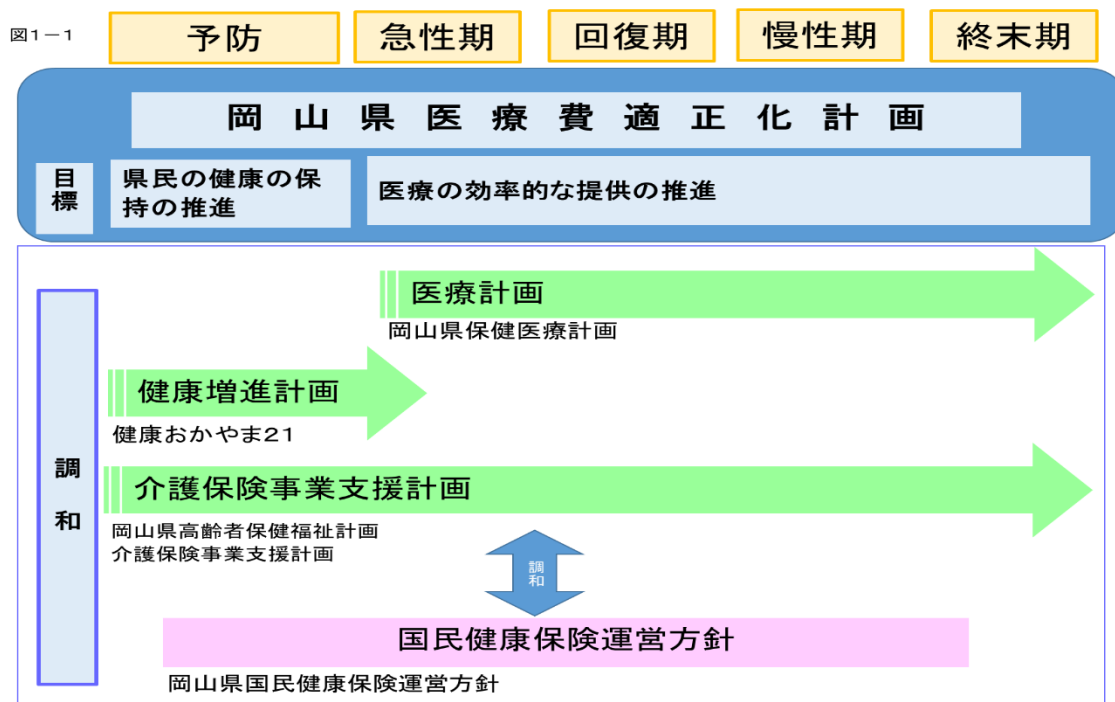 図1－1
予防
急性期
回復期
慢性期
終末期
岡山県医療費適正化計画
目標
県民の健康の保
持の推進
医療の効率的な提供の推進
医療計画
岡山県保健医療計画
健康増進計画
健康おかやま21
調和
介護保険事業支援計画
岡山県高齢者保健福祉計画
介護保険事業支援計画
調和
国民健康保険運営方針
岡山県国民健康保険運営方針